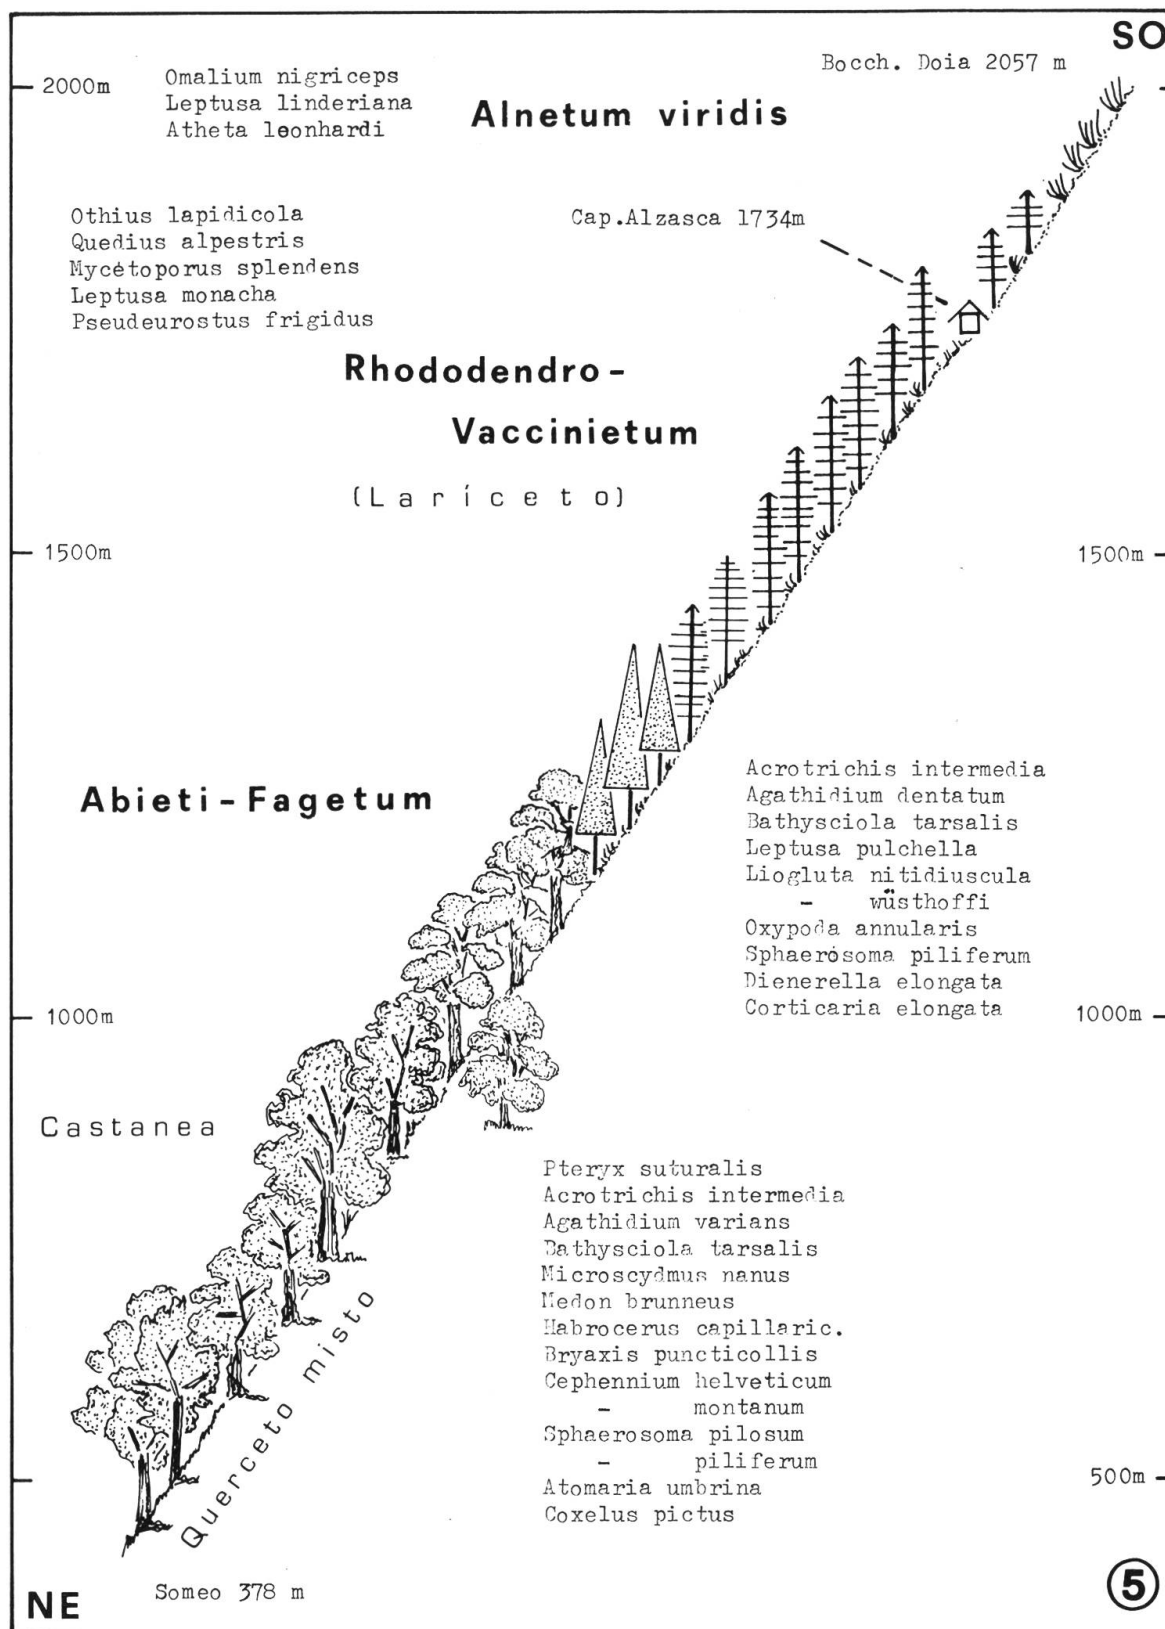 SO
Bocch. Doia 2057 m
2000m
Omalium nigriceps
Leptusa linderiana
Atheta leonhardi
Alnetum viridis
Othius lapidicola
Quedius alpestris
Mycétoporus splendens
Leptusa monacha
Pseudeurostus frigidus
Cap.Alzasca 1734m
Rhododendro-
Vaccinietum
(Laríceto)
1500m
1500m
Abieti-Fagetum
Acrotrichis intermedia
Agathidium dentatum
Bathysciola tarsalis
Leptusa pulchella
Liogluta nitidiuscula
- wüsthoffi
Oxypoda annularis
Sphaerosoma piliferum
Dienerella elongata
Corticaria elongata
1000m
1000m
Castanea
Pteryx suturalis
Acrotrichis intermedia
Agathidium varians
Bathysciola tarsalis
Microscydmus nanus
Medon brunneus
Habrocerus capillaric.
Bryaxis puncticollis
Cephennium helveticum
- montanum
Sphaerosoma pilosum
- piliferum
Atomaria umbrina
Coxelus pictus
Querceto misto
500m
Someo 378 m
NE
5